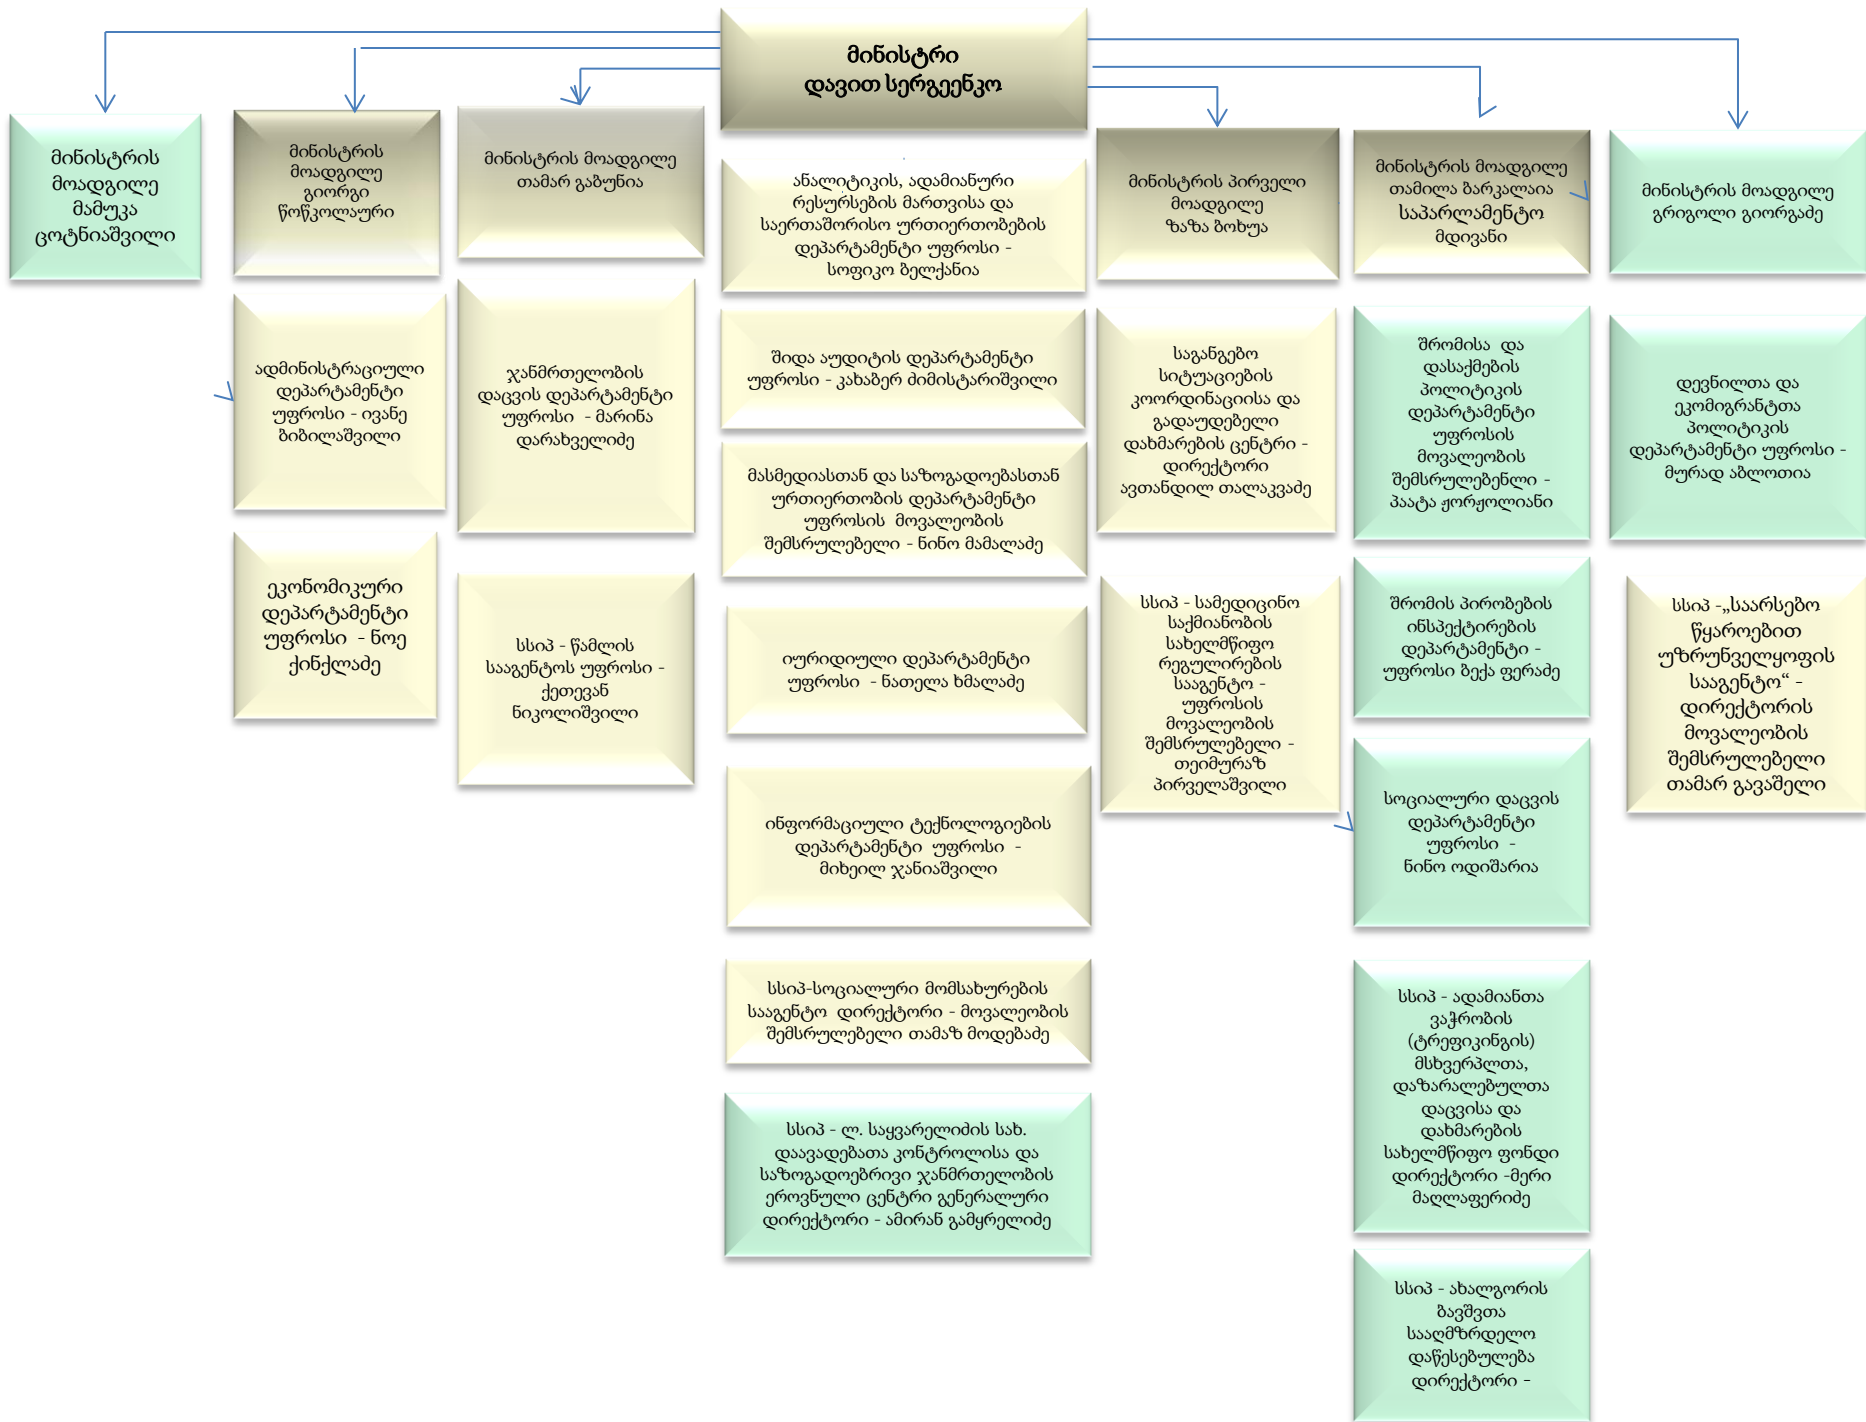 მინისტრი
დავით სერგეენკო
მინისტრის
მოადგილე
მამუკა
ცოტნიაშვილი
მინისტრის
მოადგილე
გიორგი
წოწკოლაური
ადმინისტრაციული
დეპარტამენტი
უფროსი - ივანე
ბიბილაშვილი
ეკონომიკური
დეპარტამენტი
უფროსი - ნოე
ქინქლაძე
მინისტრის მოადგილე
თამარ გაბუნია
ჯანმრთელობის
დაცვის დეპარტამენტი
უფროსი - მარინა
დარახველიძე
სსიპ - წამლის
სააგენტოს უფროსი -
ქეთევან
ნიკოლიშვილი
ანალიტიკის, ადამიანური
რესურსების მართვისა და
საერთაშორისო ურთიერთობების
დეპარტამენტი უფროსი -
სოფიკო ბელქანია
შიდა აუდიტის დეპარტამენტი
უფროსი - კახაბერ ძიმისტარიშვილი
მასმედიასთან და საზოგადოებასთან
ურთიერთობის დეპარტამენტი
უფროსის მოვალეობის
შემსრულებელი - ნინო მამალაძე
იურიდიული დეპარტამენტი
უფროსი - ნათელა ხმალაძე
ინფორმაციული ტექნოლოგიების
დეპარტამენტი უფროსი -
მიხეილ ჯანიაშვილი
სსიპ-სოციალური მომსახურების
სააგენტო დირექტორი - მოვალეობის
შემსრულებელი თამაზ მოდებაძე
სსიპ - ლ. საყვარელიძის სახ.
დაავადებათა კონტროლისა და
საზოგადოებრივი ჯანმრთელობის
ეროვნული ცენტრი გენერალური
დირექტორი - ამირან გამყრელიძე
მინისტრის პირველი
მოადგილე
ზაზა ბოხუა
საგანგებო
სიტუაციების
კოორდინაციისა და
გადაუდებელი
დახმარების ცენტრი -
დირექტორი
ავთანდილ თალაკვაძე
სსიპ - სამედიცინო
საქმიანობის
სახელმწიფო
რეგულირების
სააგენტო -
უფროსის
მოვალეობის
შემსრულებელი -
თეიმურაზ
პირველაშვილი
მინისტრის მოადგილე
თამილა ბარკალაია
საპარლამენტო
მდივანი
შრომისა და
დასაქმების
პოლიტიკის
დეპარტამენტი
უფროსის
მოვალეობის
შემსრულებენლი -
პაატა ჟორჟოლიანი
შრომის პირობების
ინსპექტირების
დეპარტამენტი -
უფროსი ბექა ფერაძე
სოციალური დაცვის
დეპარტამენტი
უფროსი -
ნინო ოდიშარია
სსიპ - ადამიანთა
ვაჭრობის
(ტრეფიკინგის)
მსხვერპლთა,
დაზარალებულთა
დაცვისა და
დახმარების
სახელმწიფო ფონდი
დირექტორი -მერი
მაღლაფერიძე
სსიპ - ახალგორის
ბავშვთა
სააღმზრდელო
დაწესებულება
დირექტორი -
მინისტრის მოადგილე
გრიგოლი გიორგაძე
დევნილთა და
ეკომიგრანტთა
პოლიტიკის
დეპარტამენტი უფროსი -
მურად აბლოთია
სსიპ -„საარსებო
წყაროებით
უზრუნველყოფის
სააგენტო“ -
დირექტორის
მოვალეობის
შემსრულებელი
თამარ გავაშელი